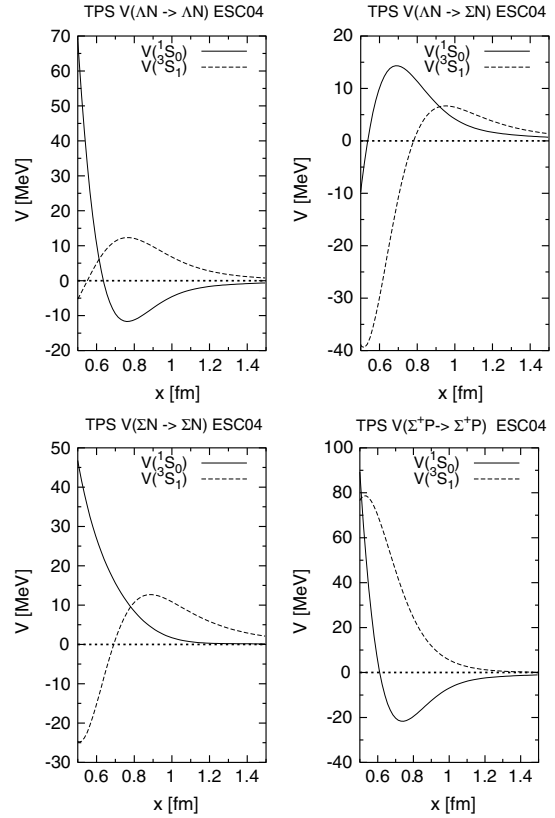 TPS V(ΛN -> ΛN) ESC04
V(¹S₀)
V(³S₁)
70
60
50
40
30
20
10
0
-10
-20
V [MeV]
0.6 0.8 1 1.2 1.4
x [fm]
TPS V(ΛN -> ΣN) ESC04
V(¹S₀)
V(³S₁)
20
10
0
-10
-20
-30
-40
V [MeV]
0.6 0.8 1 1.2 1.4
x [fm]
TPS V(ΣN -> ΣN) ESC04
V(¹S₀)
V(³S₁)
50
40
30
20
10
0
-10
-20
-30
V [MeV]
0.6 0.8 1 1.2 1.4
x [fm]
TPS V(Σ⁺P-> Σ⁺P) ESC04
V(¹S₀)
V(³S₁)
100
80
60
40
20
0
-20
-40
V [MeV]
0.6 0.8 1 1.2 1.4
x [fm]